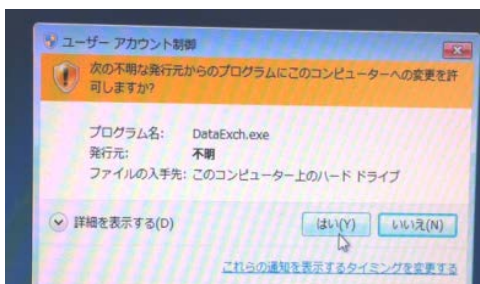 ユーザー アカウント制御
次の不明な発行元からのプログラムにこのコンピューターへの変更を許
可しますか?
プログラム名: DataExch.exe
発行元: 不明
ファイルの入手先: このコンピューター上のハード ドライブ
詳細を表示する(D) はい(Y) いいえ(N)
これらの通知を表示するタイミングを変更する